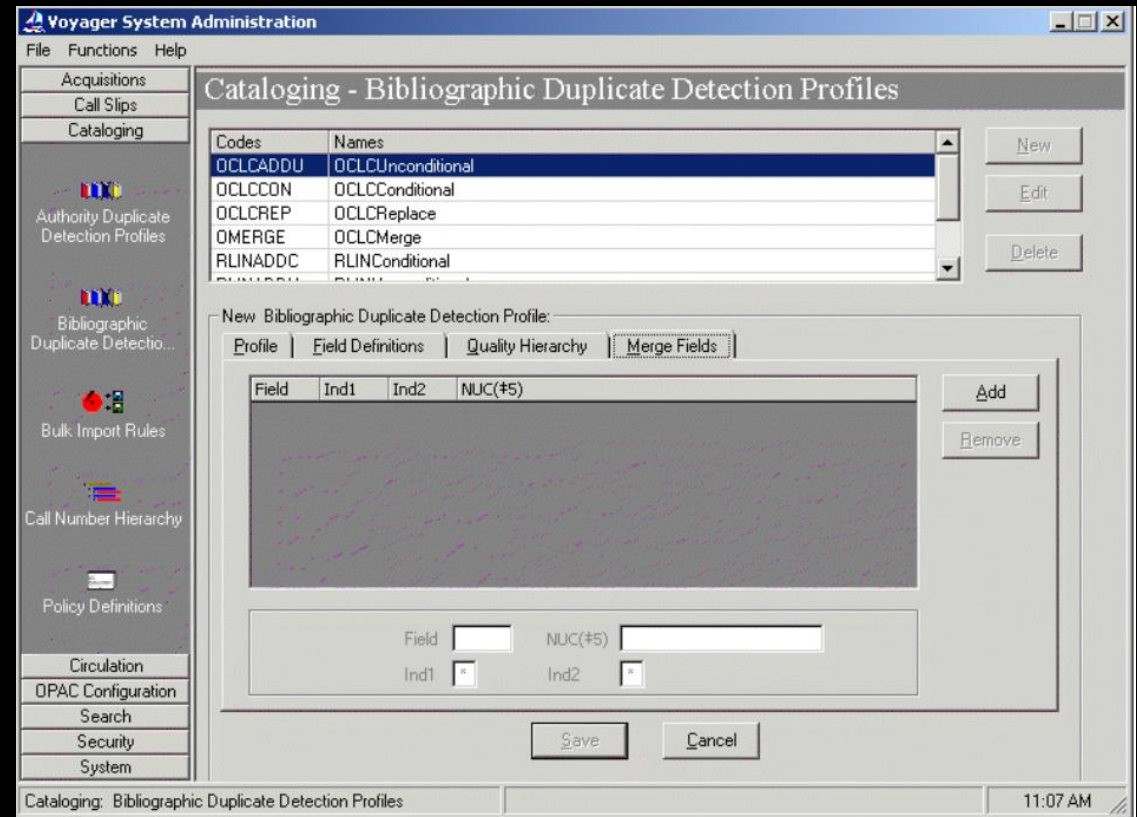 Voyager System Administration
File Functions Help
Acquisitions
Call Slips
Cataloging
Authority Duplicate
Detection Profiles
Bibliographic
Duplicate Detectio...
Bulk Import Rules
Call Number Hierarchy
Policy Definitions
Circulation
OPAC Configuration
Search
Security
System
Cataloging - Bibliographic Duplicate Detection Profiles
Codes Names
OCLCADDU OCLCUnconditional
OCLCCON OCLCConditional
OCLCREP OCLCReplace
OMERGE OCLCMerge
RLINADDC RLINConditional
New
Edit
Delete
New Bibliographic Duplicate Detection Profile:
Profile Field Definitions Quality Hierarchy Merge Fields
Field Ind1 Ind2 NUC(‡5)
Add
Remove
Field NUC(‡5)
Ind1 * Ind2 *
Save Cancel
Cataloging: Bibliographic Duplicate Detection Profiles 11:07 AM